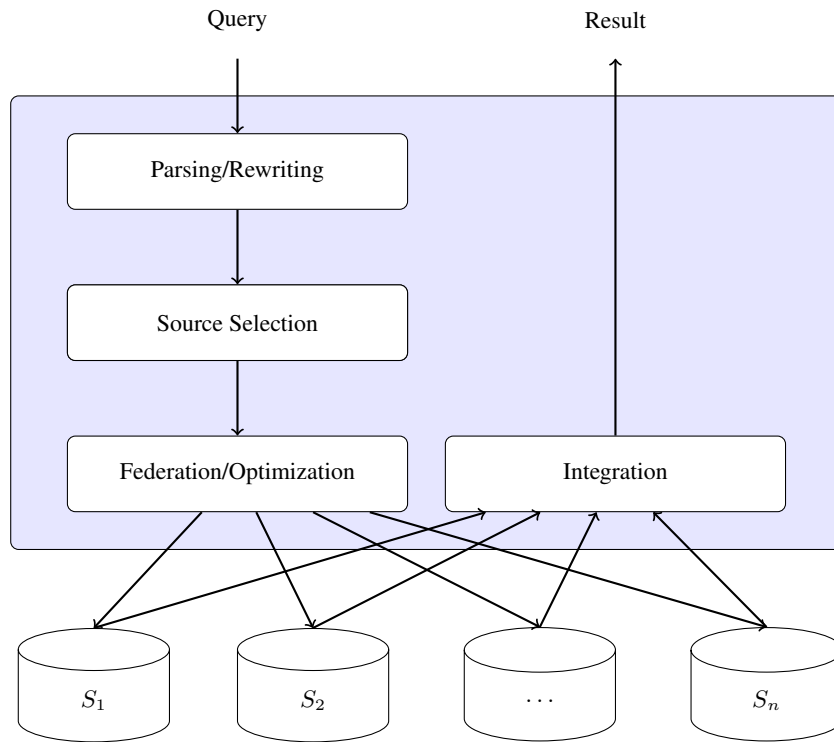 Query
Result
Parsing/Rewriting
Source Selection
Federation/Optimization
Integration
S₁
S₂
⋯
Sₙ